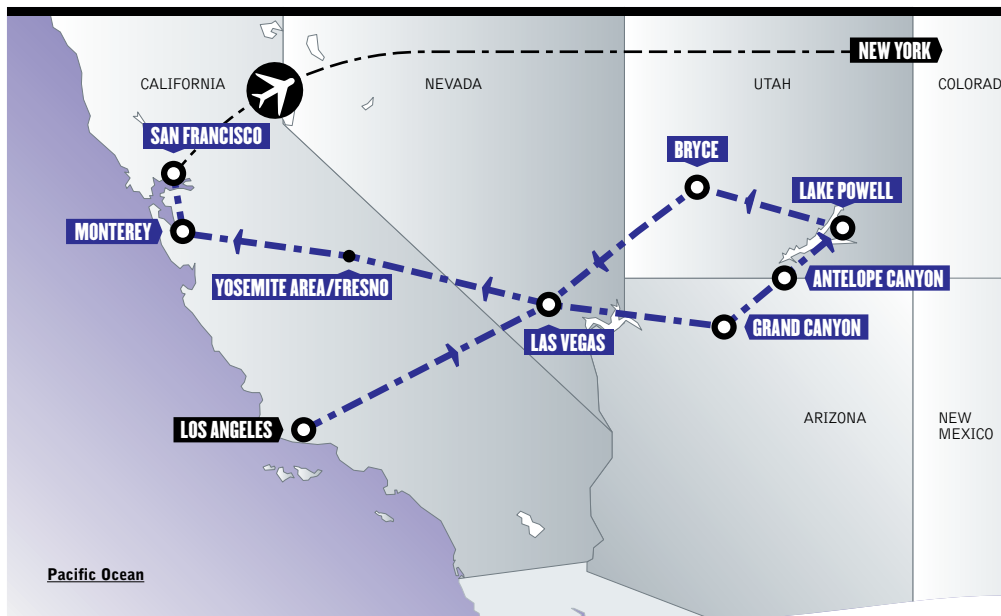 NEW YORK
CALIFORNIA
NEVADA
UTAH
COLORAD
SAN FRANCISCO
BRYCE
LAKE POWELL
MONTEREY
YOSEMITE AREA/FRESNO
ANTELOPE CANYON
LAS VEGAS
GRAND CANYON
LOS ANGELES
ARIZONA
NEW
MEXICO
Pacific Ocean